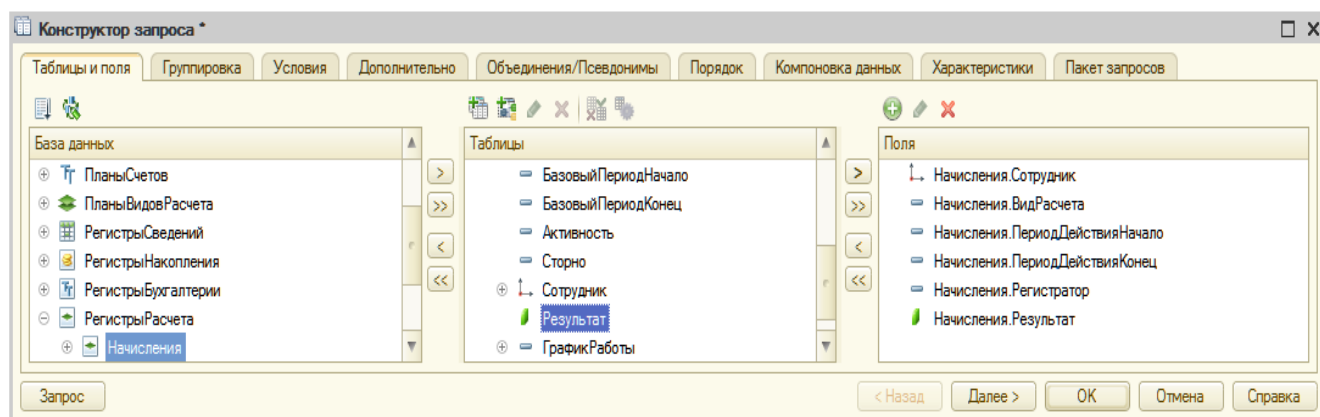 Конструктор запроса *
Таблицы и поля Группировка Условия Дополнительно Объединения/Псевдонимы Порядок Компоновка данных Характеристики Пакет запросов
База данных
ПланыСчетов
ПланыВидовРасчета
РегистрыСведений
РегистрыНакопления
РегистрыБухгалтерии
РегистрыРасчета
Начисления
> >> < <<
Таблицы
БазовыйПериодНачало
БазовыйПериодКонец
Активность
Сторно
Сотрудник
Результат
ГрафикРаботы
> >> < <<
Поля
Начисления.Сотрудник
Начисления.ВидРасчета
Начисления.ПериодДействияНачало
Начисления.ПериодДействияКонец
Начисления.Регистратор
Начисления.Результат
Запрос < Назад Далее > ОК Отмена Справка